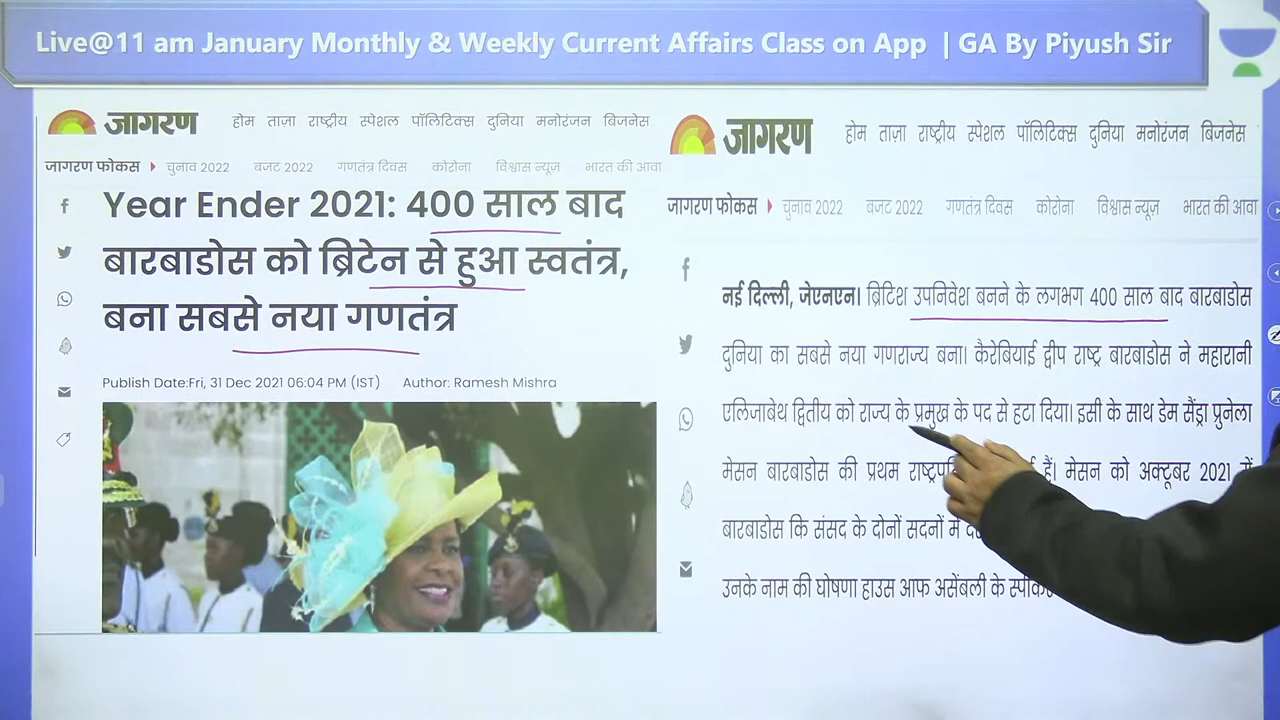 Live@11 am January Monthly & Weekly Current Affairs Class on App | GA By Piyush Sir
जागरण
होम ताज़ा राष्ट्रीय स्पेशल पॉलिटिक्स दुनिया मनोरंजन बिजनेस
जागरण फोकस चुनाव 2022 बजट 2022 गणतंत्र दिवस कोरोना विश्वास न्यूज़ भारत की आवा
Year Ender 2021: 400 साल बाद
बारबाडोस को ब्रिटेन से हुआ स्वतंत्र,
बना सबसे नया गणतंत्र
Publish Date:Fri, 31 Dec 2021 06:04 PM (IST) Author: Ramesh Mishra
जागरण
होम ताज़ा राष्ट्रीय स्पेशल पॉलिटिक्स दुनिया मनोरंजन बिजनेस
जागरण फोकस चुनाव 2022 बजट 2022 गणतंत्र दिवस कोरोना विश्वास न्यूज़ भारत की आवा
नई दिल्ली, जेएनएन। ब्रिटिश उपनिवेश बनने के लगभग 400 साल बाद बारबाडोस
दुनिया का सबसे नया गणराज्य बना। कैरेबियाई द्वीप राष्ट्र बारबाडोस ने महारानी
एलिजाबेथ द्वितीय को राज्य के प्रमुख के पद से हटा दिया। इसी के साथ डेम सैंड्रा प्रुनेला
मेसन बारबाडोस की प्रथम हैं। मेसन को अक्टूबर 2021 में
बारबाडोस कि संसद के दोनों सदनों में
उनके नाम की घोषणा हाउस आफ असेंबली के